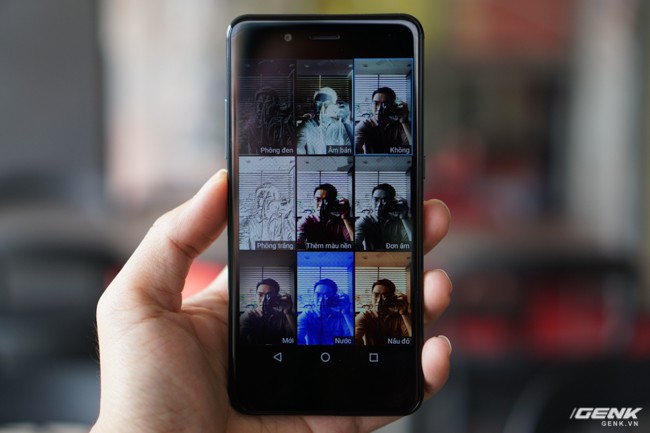 Phông đen
Âm bản
Không
Phông trắng
Thêm màu nền
Đơn âm
Mới
Nước
Nâu đỏ
GENK
GENK.VN